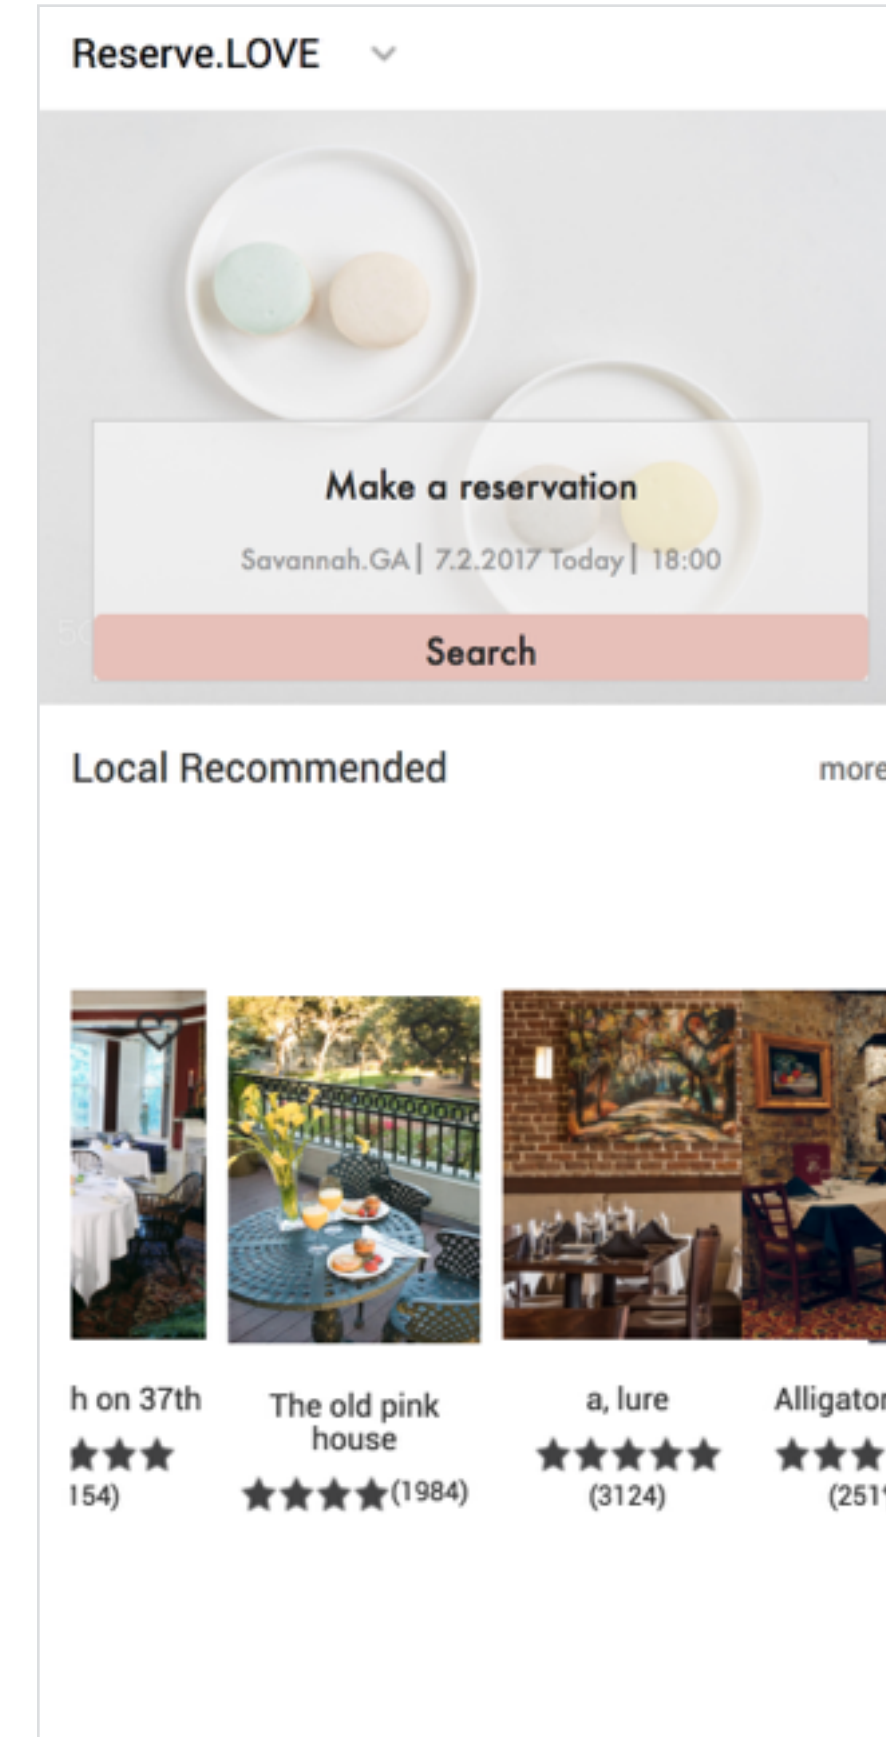 Reserve.LOVE
Make a reservation
Savannah.GA| 7.2.2017 Today| 18:00
Search
Local Recommended
more
h on 37th
154)
The old pink
house
(1984)
a, lure
(3124)
Alligator
(251